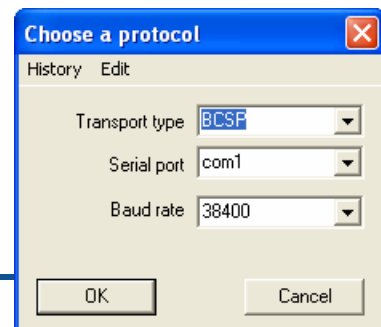 Choose a protocol
History Edit
Transport type BCSP
Serial port com1
Baud rate 38400
OK Cancel